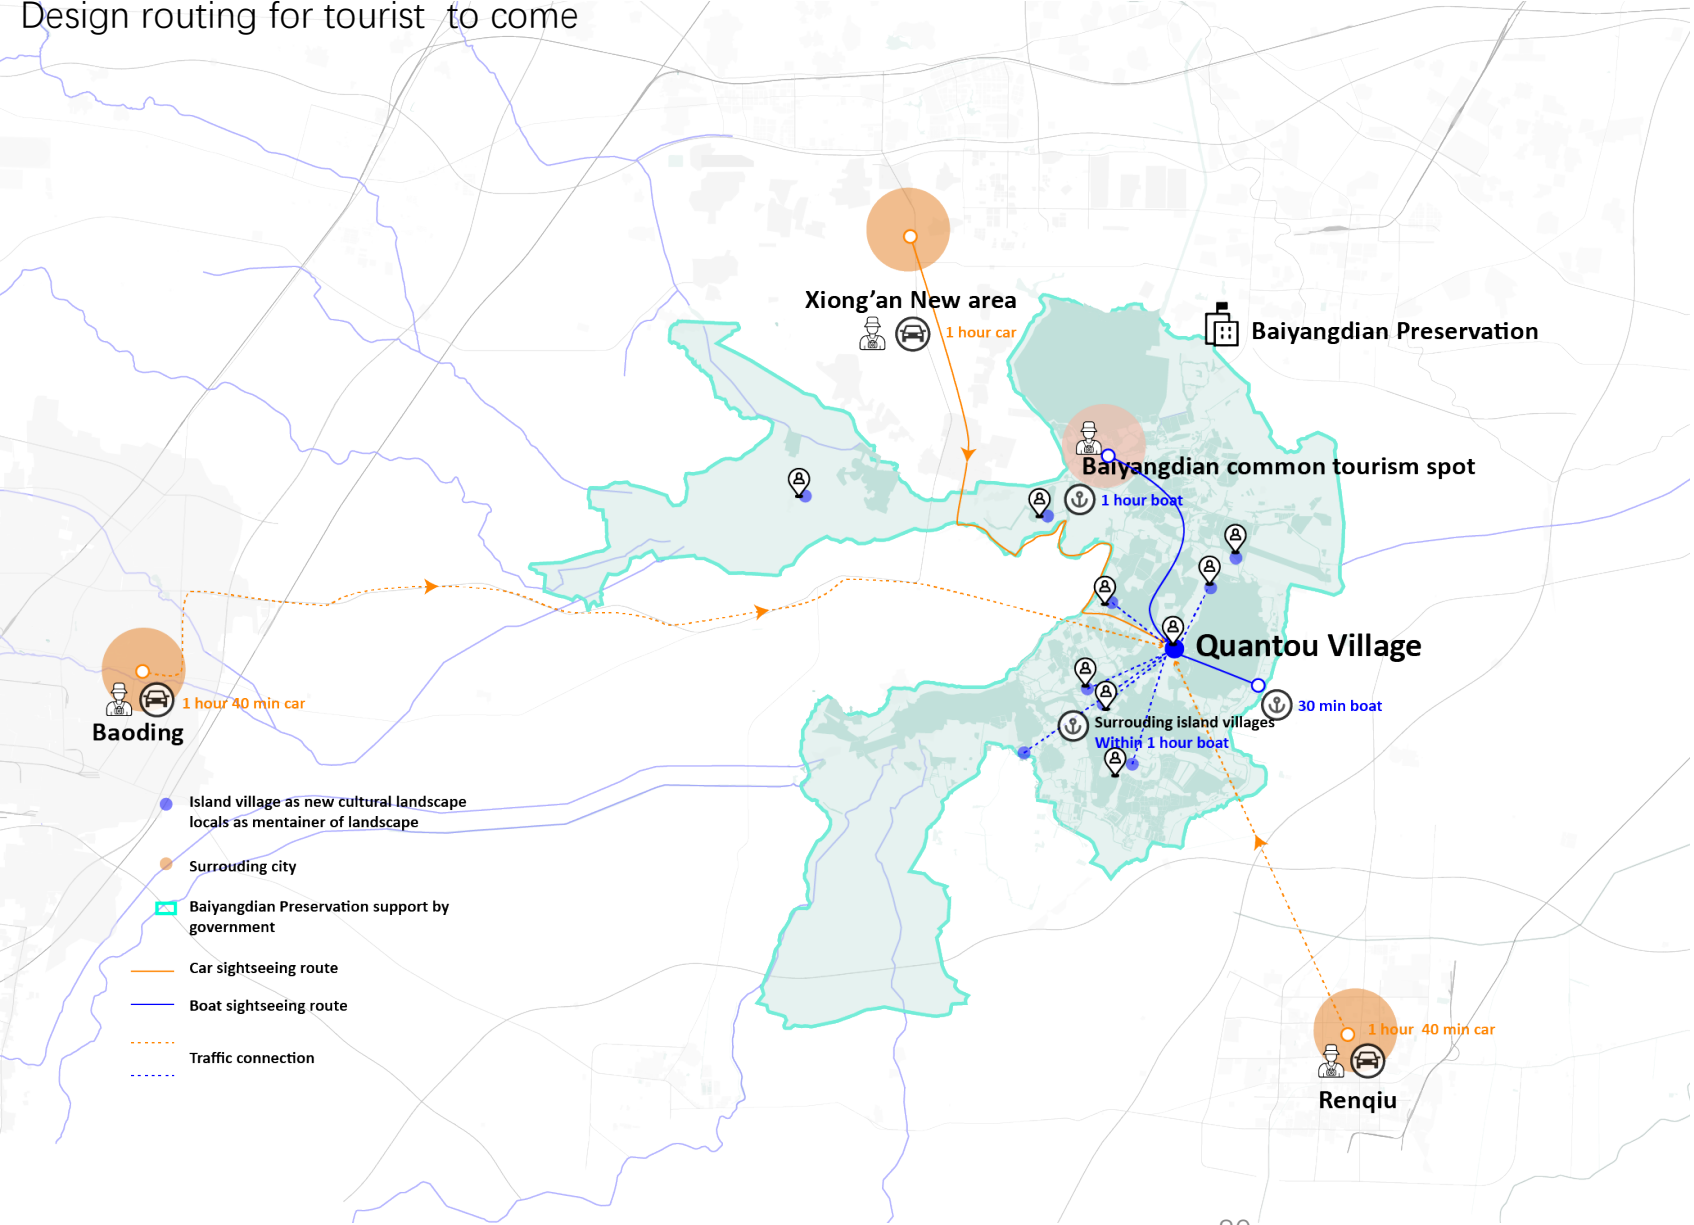 Design routing for tourist to come
Xiong'an New area
1 hour car
Baiyangdian Preservation
Baiyangdian common tourism spot
1 hour boat
Quantou Village
30 min boat
Surrouding island villages
Within 1 hour boat
1 hour 40 min car
Baoding
Island village as new cultural landscape
locals as mentainer of landscape
Surrouding city
Baiyangdian Preservation support by
government
Car sightseeing route
Boat sightseeing route
Traffic connection
1 hour 40 min car
Renqiu